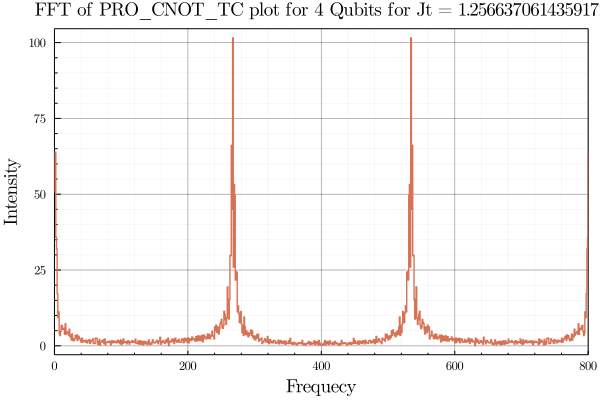 FFT of PRO_CNOT_TC plot for 4 Qubits for Jt = 1.256637061435917
100
75
50
25
0
Intensity
0 200 400 600 800
Frequecy